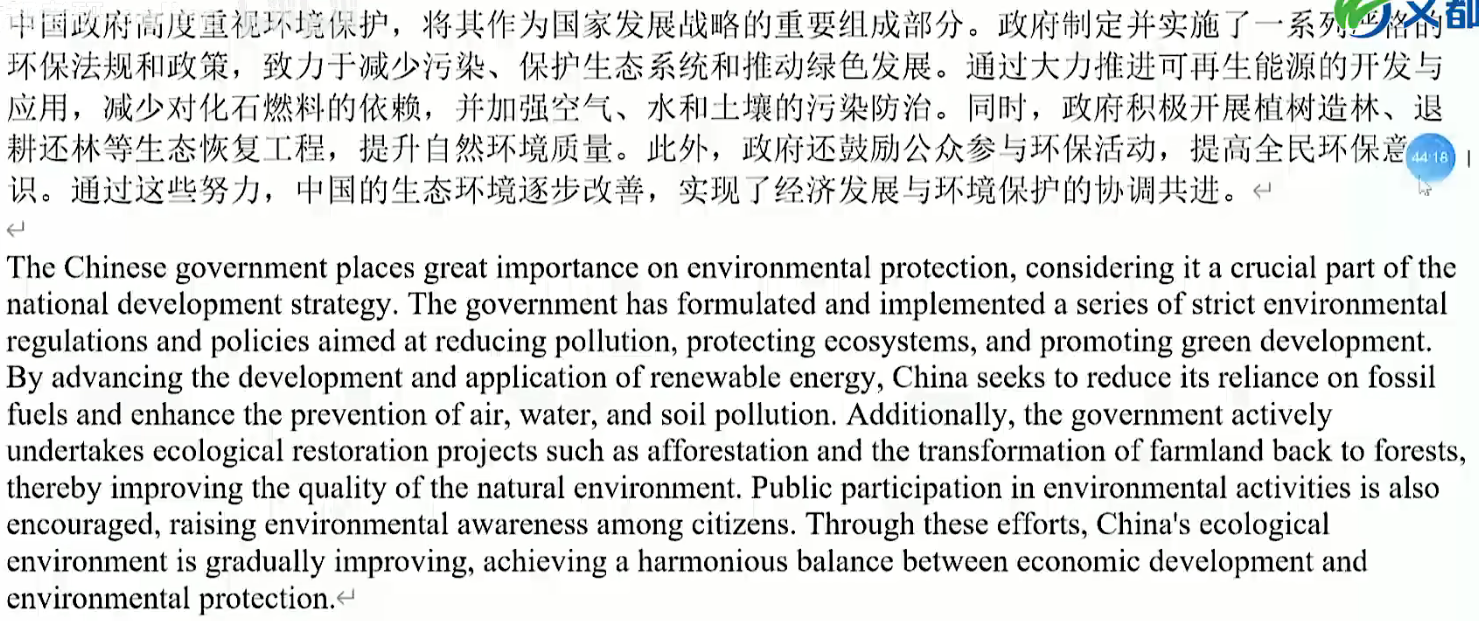 中国政府高度重视环境保护，将其作为国家发展战略的重要组成部分。政府制定并实施了一系列严格的
环保法规和政策，致力于减少污染、保护生态系统和推动绿色发展。通过大力推进可再生能源的开发与
应用，减少对化石燃料的依赖，并加强空气、水和土壤的污染防治。同时，政府积极开展植树造林、退
耕还林等生态恢复工程，提升自然环境质量。此外，政府还鼓励公众参与环保活动，提高全民环保意
44:18
识。通过这些努力，中国的生态环境逐步改善，实现了经济发展与环境保护的协调共进。
The Chinese government places great importance on environmental protection, considering it a crucial part of the
national development strategy. The government has formulated and implemented a series of strict environmental
regulations and policies aimed at reducing pollution, protecting ecosystems, and promoting green development.
By advancing the development and application of renewable energy, China seeks to reduce its reliance on fossil
fuels and enhance the prevention of air, water, and soil pollution. Additionally, the government actively
undertakes ecological restoration projects such as afforestation and the transformation of farmland back to forests,
thereby improving the quality of the natural environment. Public participation in environmental activities is also
encouraged, raising environmental awareness among citizens. Through these efforts, China's ecological
environment is gradually improving, achieving a harmonious balance between economic development and
environmental protection.